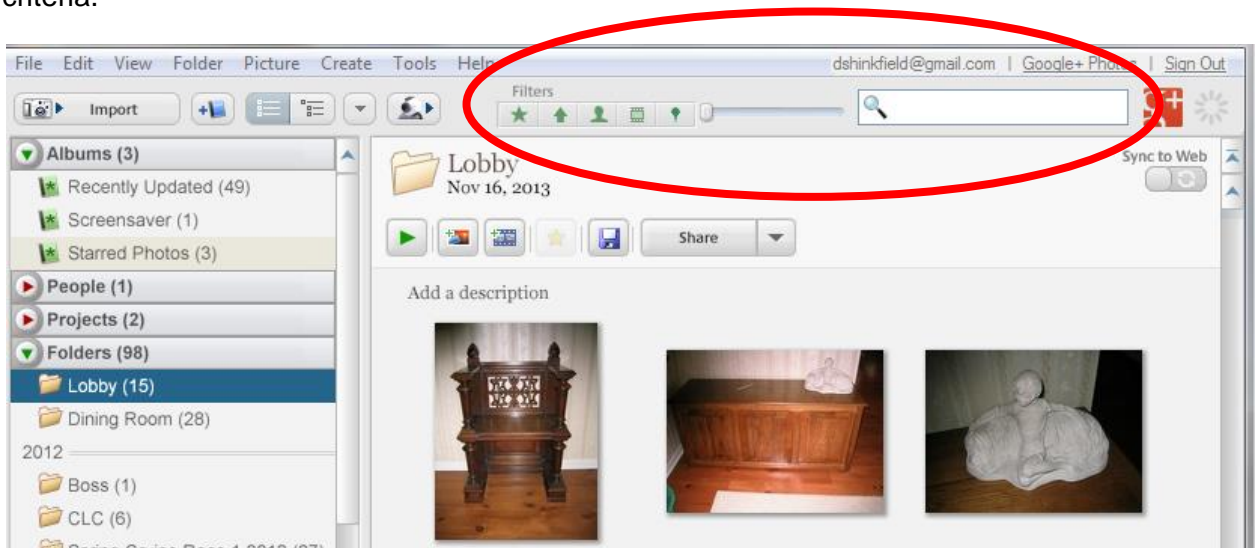 criteria.
File Edit View Folder Picture Create Tools Help
dshinkfield@gmail.com | Google+ Photos | Sign Out
Import
Filters
Albums (3)
Recently Updated (49)
Screensaver (1)
Starred Photos (3)
People (1)
Projects (2)
Folders (98)
Lobby (15)
Dining Room (28)
2012
Boss (1)
CLC (6)
Lobby
Nov 16, 2013
Sync to Web
Share
Add a description